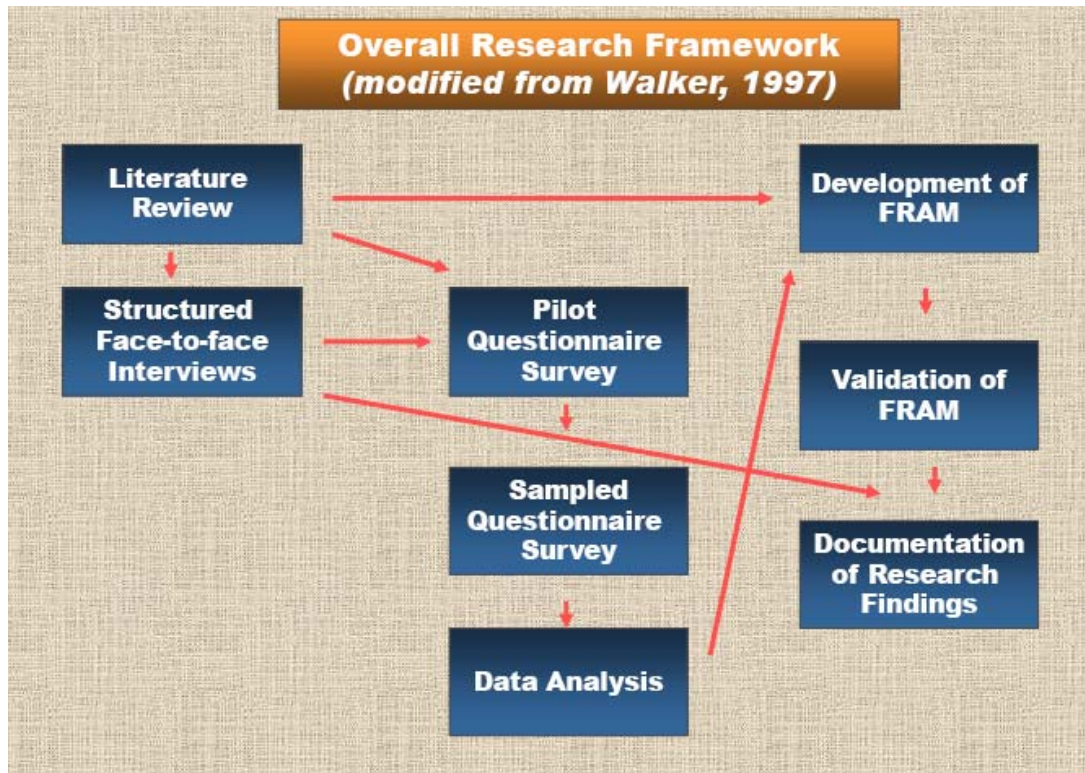 Overall Research Framework
(modified from Walker, 1997)
Literature
Review
Structured
Face-to-face
Interviews
Pilot
Questionnaire
Survey
Sampled
Questionnaire
Survey
Data Analysis
Development of
FRAM
Validation of
FRAM
Documentation
of Research
Findings